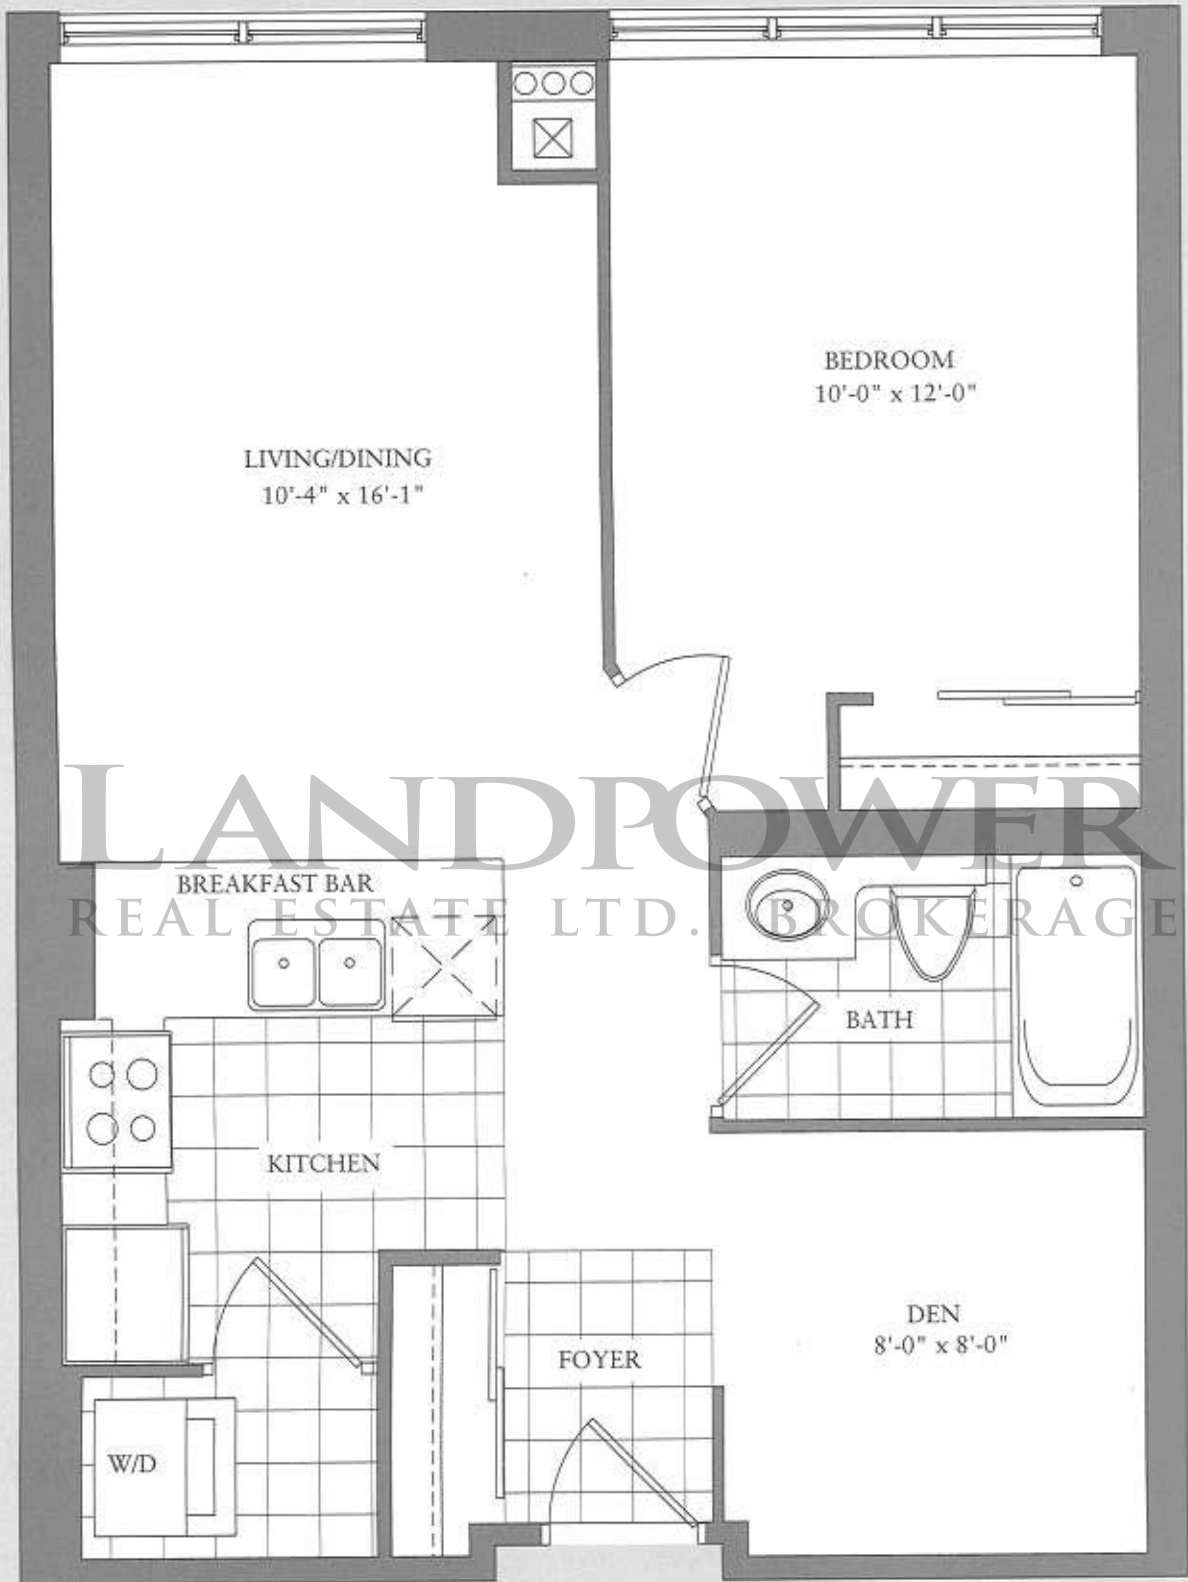 BEDROOM
10'-0" x 12'-0"
LIVING/DINING
10'-4" x 16'-1"
LANDPOWER
REAL ESTATE LTD. BROKERAGE
BREAKFAST BAR
BATH
KITCHEN
DEN
8'-0" x 8'-0"
FOYER
W/D